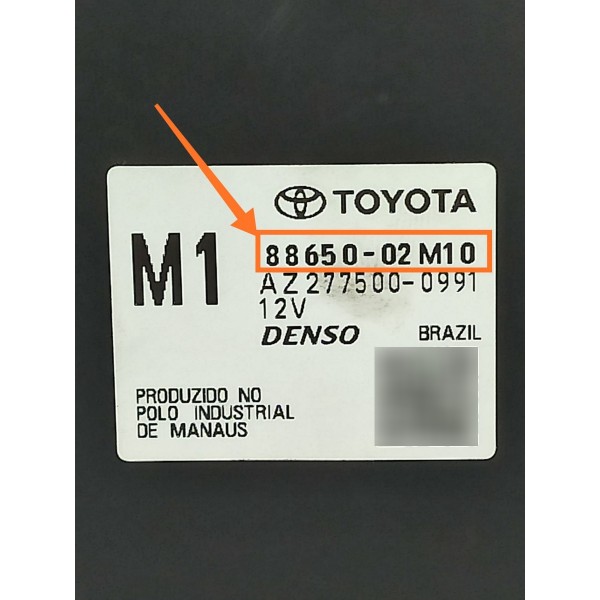 TOYOTA
M1
88650-02M10
AZ277500-0991
12V
DENSO BRAZIL
PRODUZIDO NO
POLO INDUSTRIAL
DE MANAUS